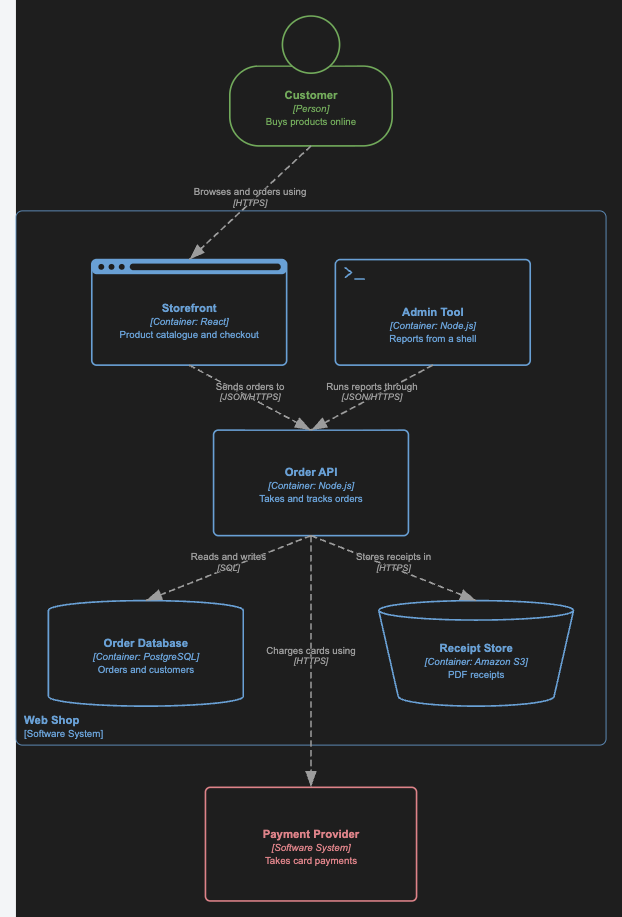 Customer
[Person]
Buys products online
Browses and orders using
[HTTPS]
Storefront
[Container: React]
Product catalogue and checkout
>_
Admin Tool
[Container: Node.js]
Reports from a shell
Sends orders to
[JSON/HTTPS]
Runs reports through
[JSON/HTTPS]
Order API
[Container: Node.js]
Takes and tracks orders
Reads and writes
[SQL]
Stores receipts in
[HTTPS]
Order Database
[Container: PostgreSQL]
Orders and customers
Charges cards using
[HTTPS]
Receipt Store
[Container: Amazon S3]
PDF receipts
Web Shop
[Software System]
Payment Provider
[Software System]
Takes card payments